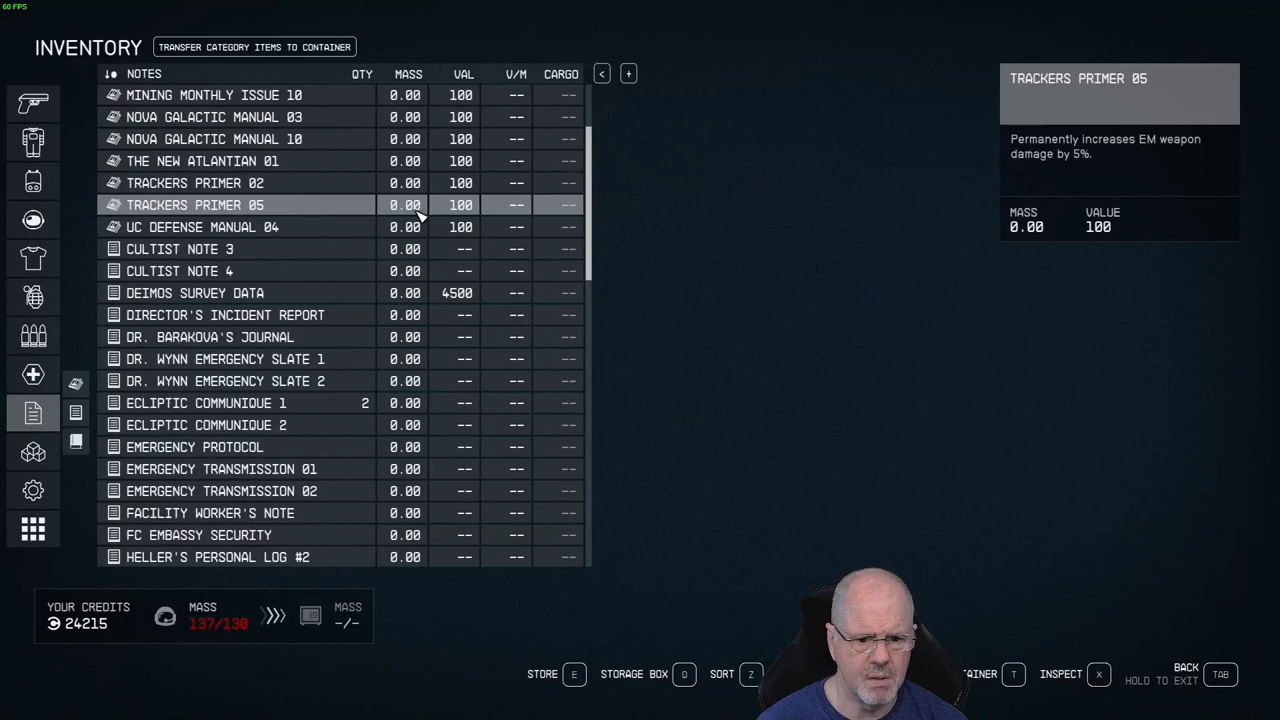 60 FPS
INVENTORY
TRANSFER CATEGORY ITEMS TO CONTAINER
NOTES QTY MASS VAL V/M CARGO < +
MINING MONTHLY ISSUE 10 0.00 100 -- --
NOVA GALACTIC MANUAL 03 0.00 100 -- --
NOVA GALACTIC MANUAL 10 0.00 100 -- --
THE NEW ATLANTIAN 01 0.00 100 -- --
TRACKERS PRIMER 02 0.00 100 -- --
TRACKERS PRIMER 05 0.00 100 -- --
UC DEFENSE MANUAL 04 0.00 100 -- --
CULTIST NOTE 3 0.00 -- -- --
CULTIST NOTE 4 0.00 -- -- --
DEIMOS SURVEY DATA 0.00 4500 -- --
DIRECTOR'S INCIDENT REPORT 0.00 -- -- --
DR. BARAKOVA'S JOURNAL 0.00 -- -- --
DR. WYNN EMERGENCY SLATE 1 0.00 -- -- --
DR. WYNN EMERGENCY SLATE 2 0.00 -- -- --
ECLIPTIC COMMUNIQUE 1 2 0.00 -- -- --
ECLIPTIC COMMUNIQUE 2 0.00 -- -- --
EMERGENCY PROTOCOL 0.00 -- -- --
EMERGENCY TRANSMISSION 01 0.00 -- -- --
EMERGENCY TRANSMISSION 02 0.00 -- -- --
FACILITY WORKER'S NOTE 0.00 -- -- --
FC EMBASSY SECURITY 0.00 -- -- --
HELLER'S PERSONAL LOG #2 0.00 -- -- --
TRACKERS PRIMER 05
Permanently increases EM weapon
damage by 5%.
MASS VALUE
0.00 100
YOUR CREDITS MASS MASS
24215 137/130 -/-
STORE E STORAGE BOX Q SORT Z AINER T INSPECT X BACK TAB
HOLD TO EXIT